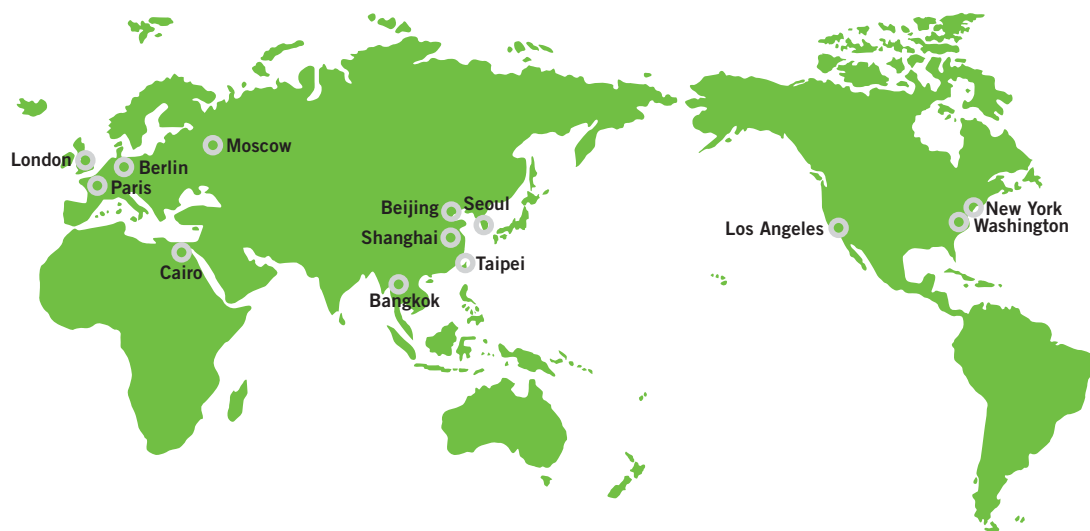 Moscow
London
Berlin
Paris
Seoul
Beijing
New York
Washington
Los Angeles
Shanghai
Taipei
Cairo
Bangkok